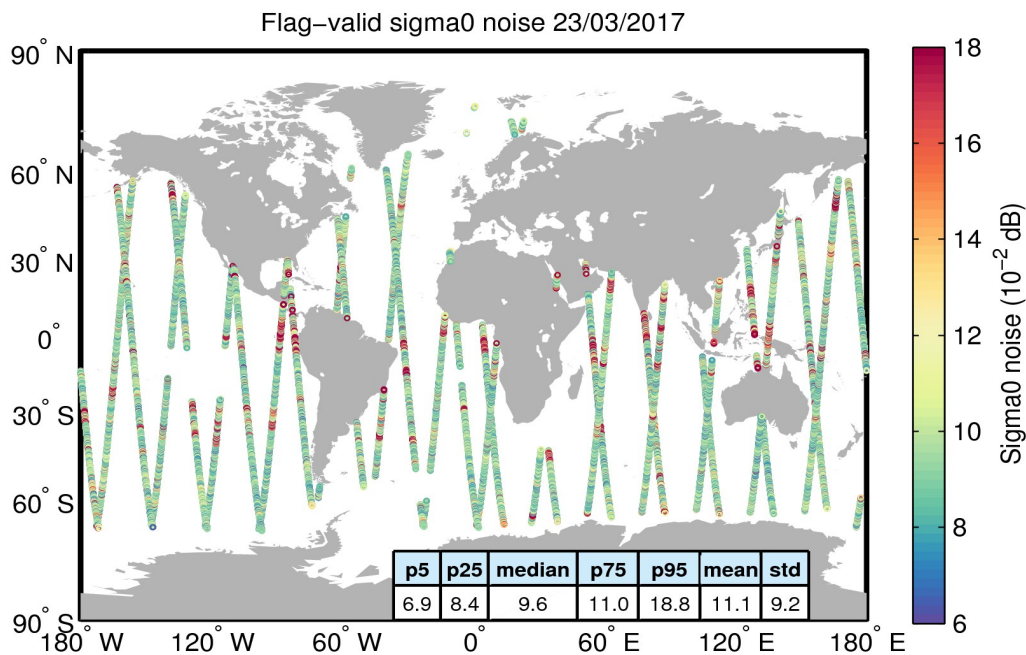 Flag−valid sigma0 noise 23/03/2017
90° N
60° N
30° N
0°
30° S
60° S
90° S
180° W
120° W
60° W
0°
60° E
120° E
180° E
p5 p25 median p75 p95 mean std
6.9 8.4 9.6 11.0 18.8 11.1 9.2
18
16
14
12
10
8
6
Sigma0 noise (10⁻² dB)